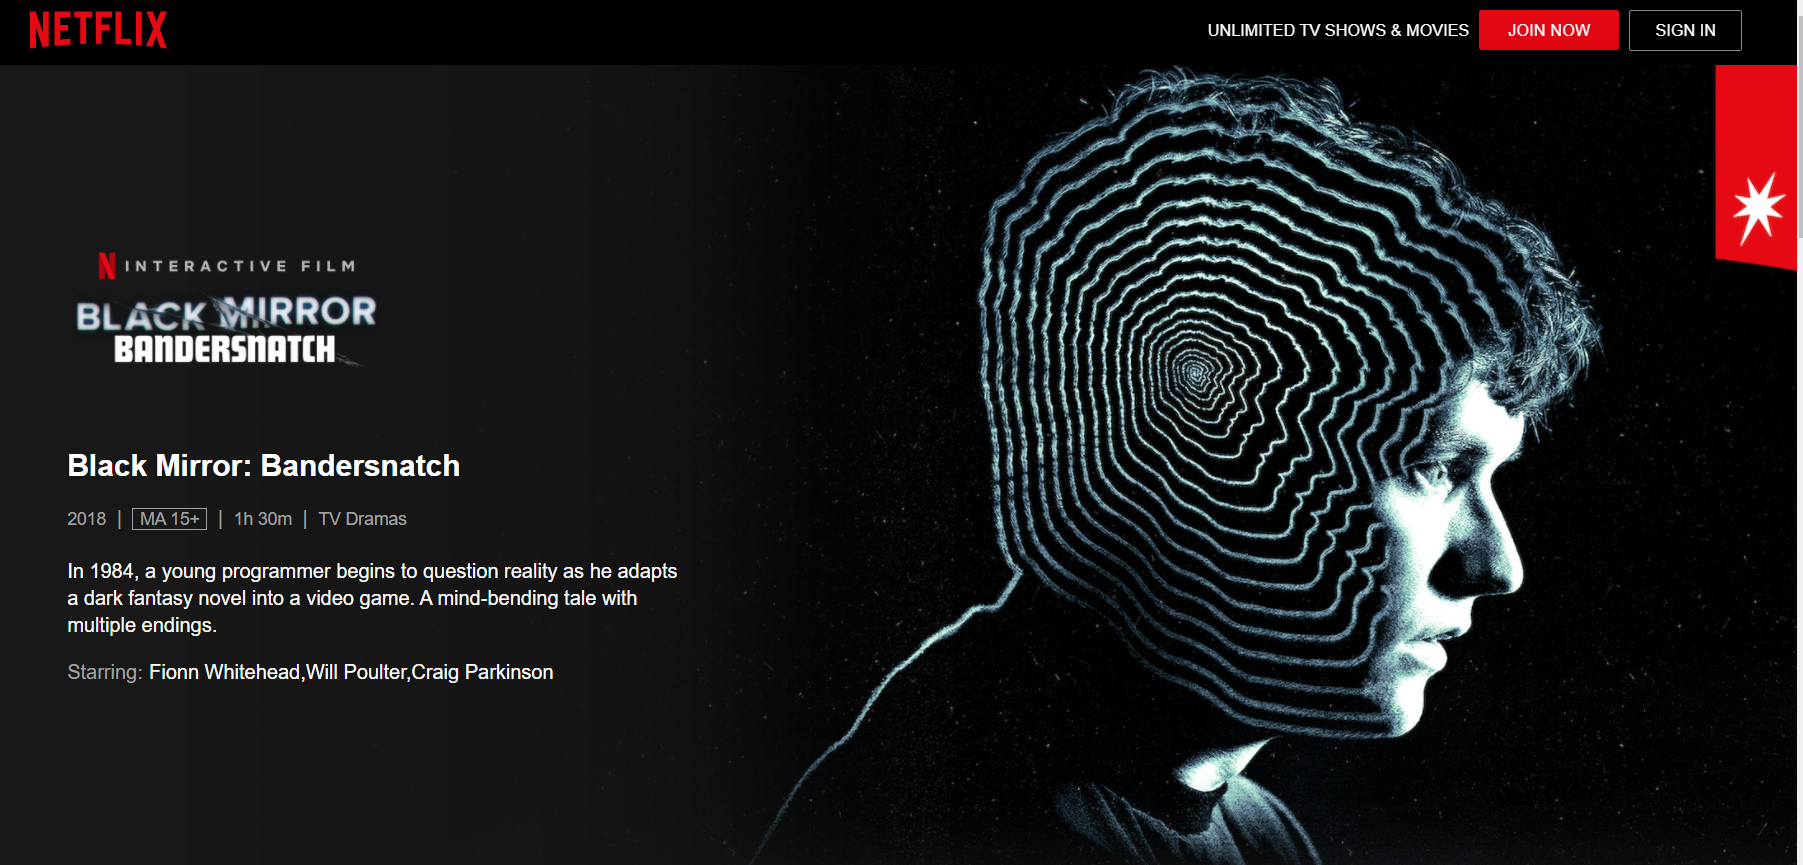 NETFLIX
UNLIMITED TV SHOWS & MOVIES JOIN NOW SIGN IN
N INTERACTIVE FILM
BLACK MIRROR
BANDERSNATCH
Black Mirror: Bandersnatch
2018 | MA 15+ | 1h 30m | TV Dramas
In 1984, a young programmer begins to question reality as he adapts
a dark fantasy novel into a video game. A mind-bending tale with
multiple endings.
Starring: Fionn Whitehead,Will Poulter,Craig Parkinson